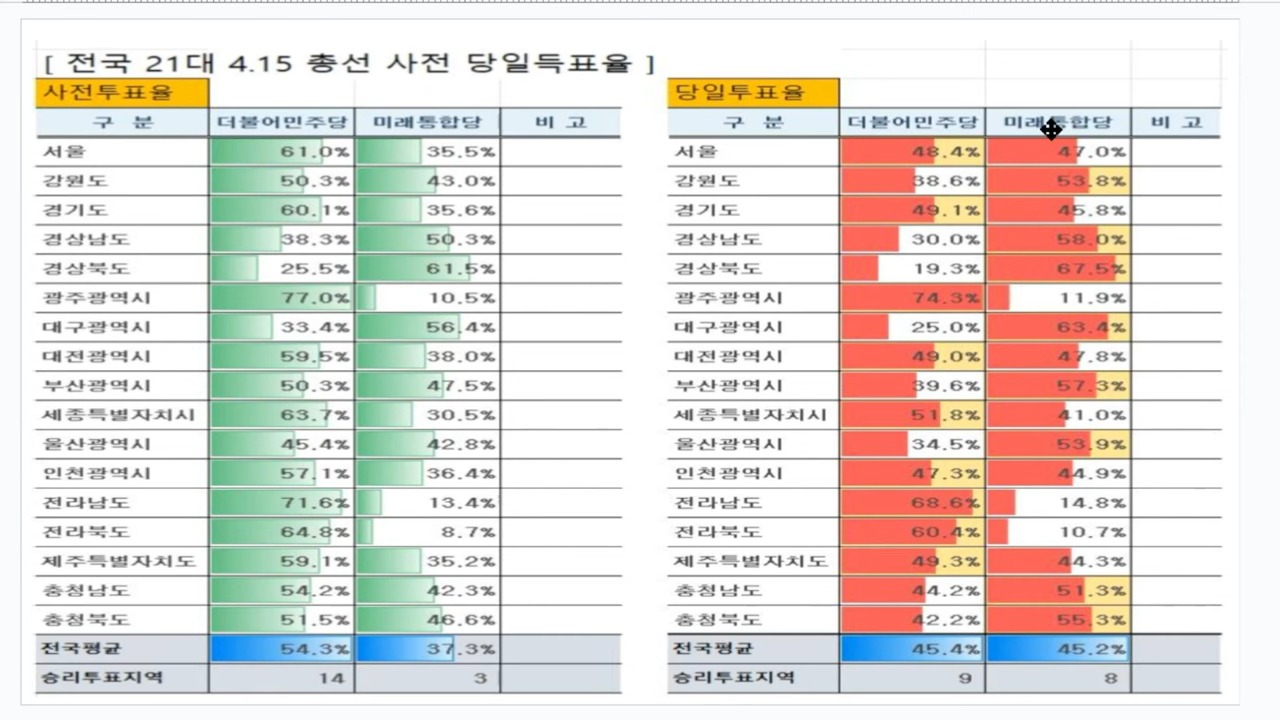 [ 전국 21대 4.15 총선 사전 당일득표율 ]
사전투표율
구 분 더불어민주당 미래통합당 비 고
서울 61.0% 35.5%
강원도 50.3% 43.0%
경기도 60.1% 35.6%
경상남도 38.3% 50.3%
경상북도 25.5% 61.5%
광주광역시 77.0% 10.5%
대구광역시 33.4% 56.4%
대전광역시 59.5% 38.0%
부산광역시 50.3% 47.5%
세종특별자치시 63.7% 30.5%
울산광역시 45.4% 42.8%
인천광역시 57.1% 36.4%
전라남도 71.6% 13.4%
전라북도 64.8% 8.7%
제주특별자치도 59.1% 35.2%
충청남도 54.2% 42.3%
충청북도 51.5% 46.6%
전국평균 54.3% 37.3%
승리투표지역 14 3
당일투표율
구 분 더불어민주당 미래통합당 비 고
서울 48.4% 47.0%
강원도 38.6% 53.8%
경기도 49.1% 45.8%
경상남도 30.0% 58.0%
경상북도 19.3% 67.5%
광주광역시 74.3% 11.9%
대구광역시 25.0% 63.4%
대전광역시 49.0% 47.8%
부산광역시 39.6% 57.3%
세종특별자치시 51.8% 41.0%
울산광역시 34.5% 53.9%
인천광역시 47.3% 44.9%
전라남도 68.6% 14.8%
전라북도 60.4% 10.7%
제주특별자치도 49.3% 44.3%
충청남도 44.2% 51.3%
충청북도 42.2% 55.3%
전국평균 45.4% 45.2%
승리투표지역 9 8